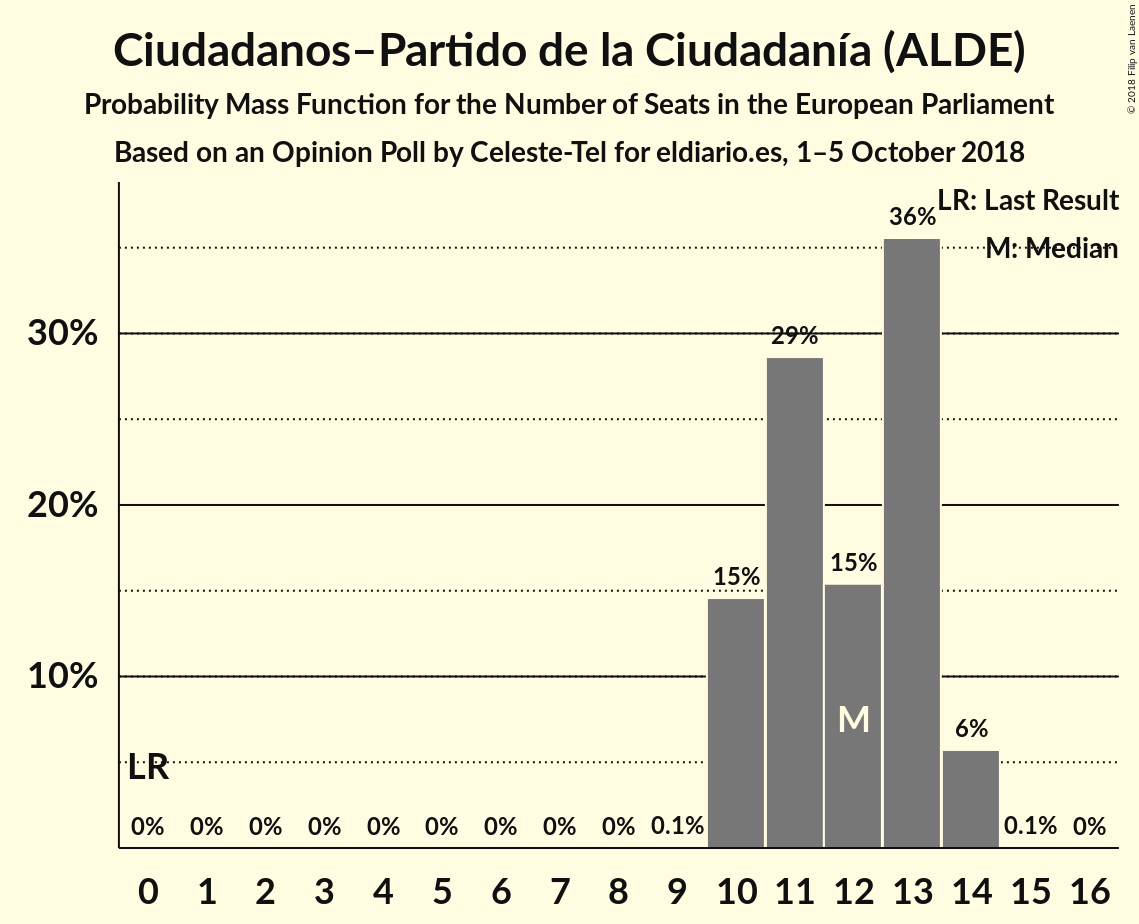 Ciudadanos–Partido de la Ciudadanía (ALDE)
Probability Mass Function for the Number of Seats in the European Parliament
Based on an Opinion Poll by Celeste-Tel for eldiario.es, 1–5 October 2018
© 2018 Filip van Laenen
LR: Last Result
M: Median
36%
30%
29%
20%
15%
15%
10%
M
6%
LR
0% 0% 0% 0% 0% 0% 0% 0% 0% 0.1% 0.1% 0%
0 1 2 3 4 5 6 7 8 9 10 11 12 13 14 15 16